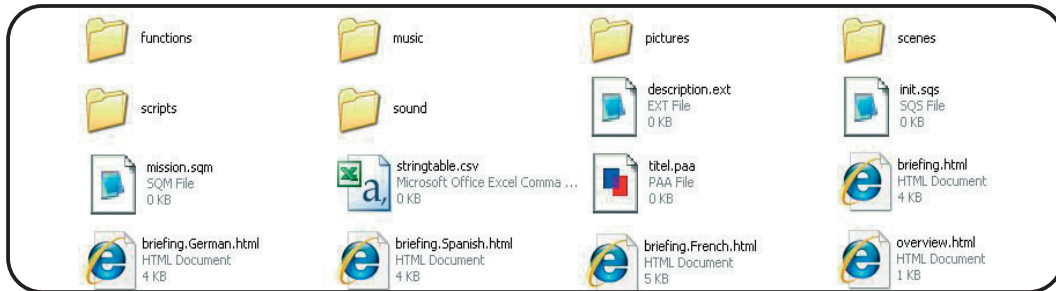 functions
music
pictures
scenes
scripts
sound
description.ext
EXT File
0 KB
init.sqs
SQS File
0 KB
mission.sqm
SQM File
0 KB
stringtable.csv
Microsoft Office Excel Comma ...
0 KB
titel.paa
PAA File
0 KB
briefing.html
HTML Document
4 KB
briefing.German.html
HTML Document
4 KB
briefing.Spanish.html
HTML Document
4 KB
briefing.French.html
HTML Document
5 KB
overview.html
HTML Document
1 KB